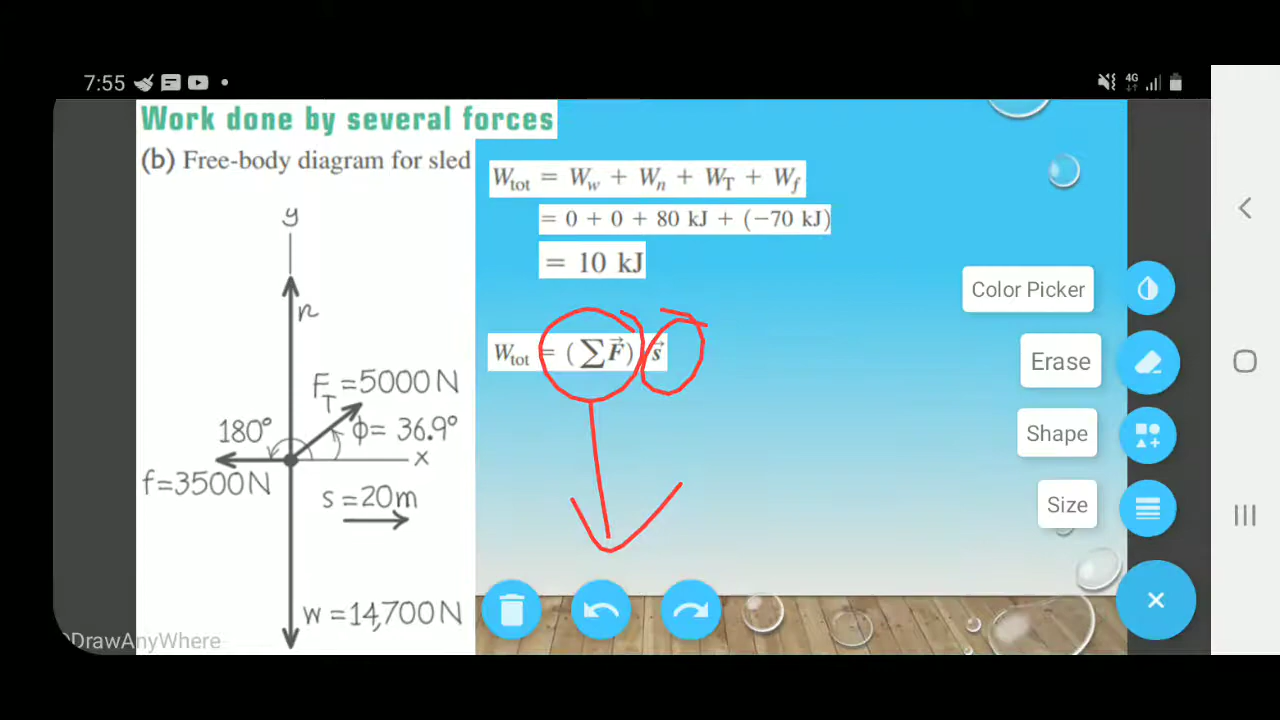 7:55
4G
Work done by several forces
(b) Free-body diagram for sled
y
n
F_T = 5000 N
180°
ϕ = 36.9°
x
f = 3500 N
s = 20 m
w = 14,700 N
W_tot = W_w + W_n + W_T + W_f
= 0 + 0 + 80 kJ + (−70 kJ)
= 10 kJ
W_tot = (∑F⃗) · s⃗
Color Picker
Erase
Shape
Size
DrawAnyWhere